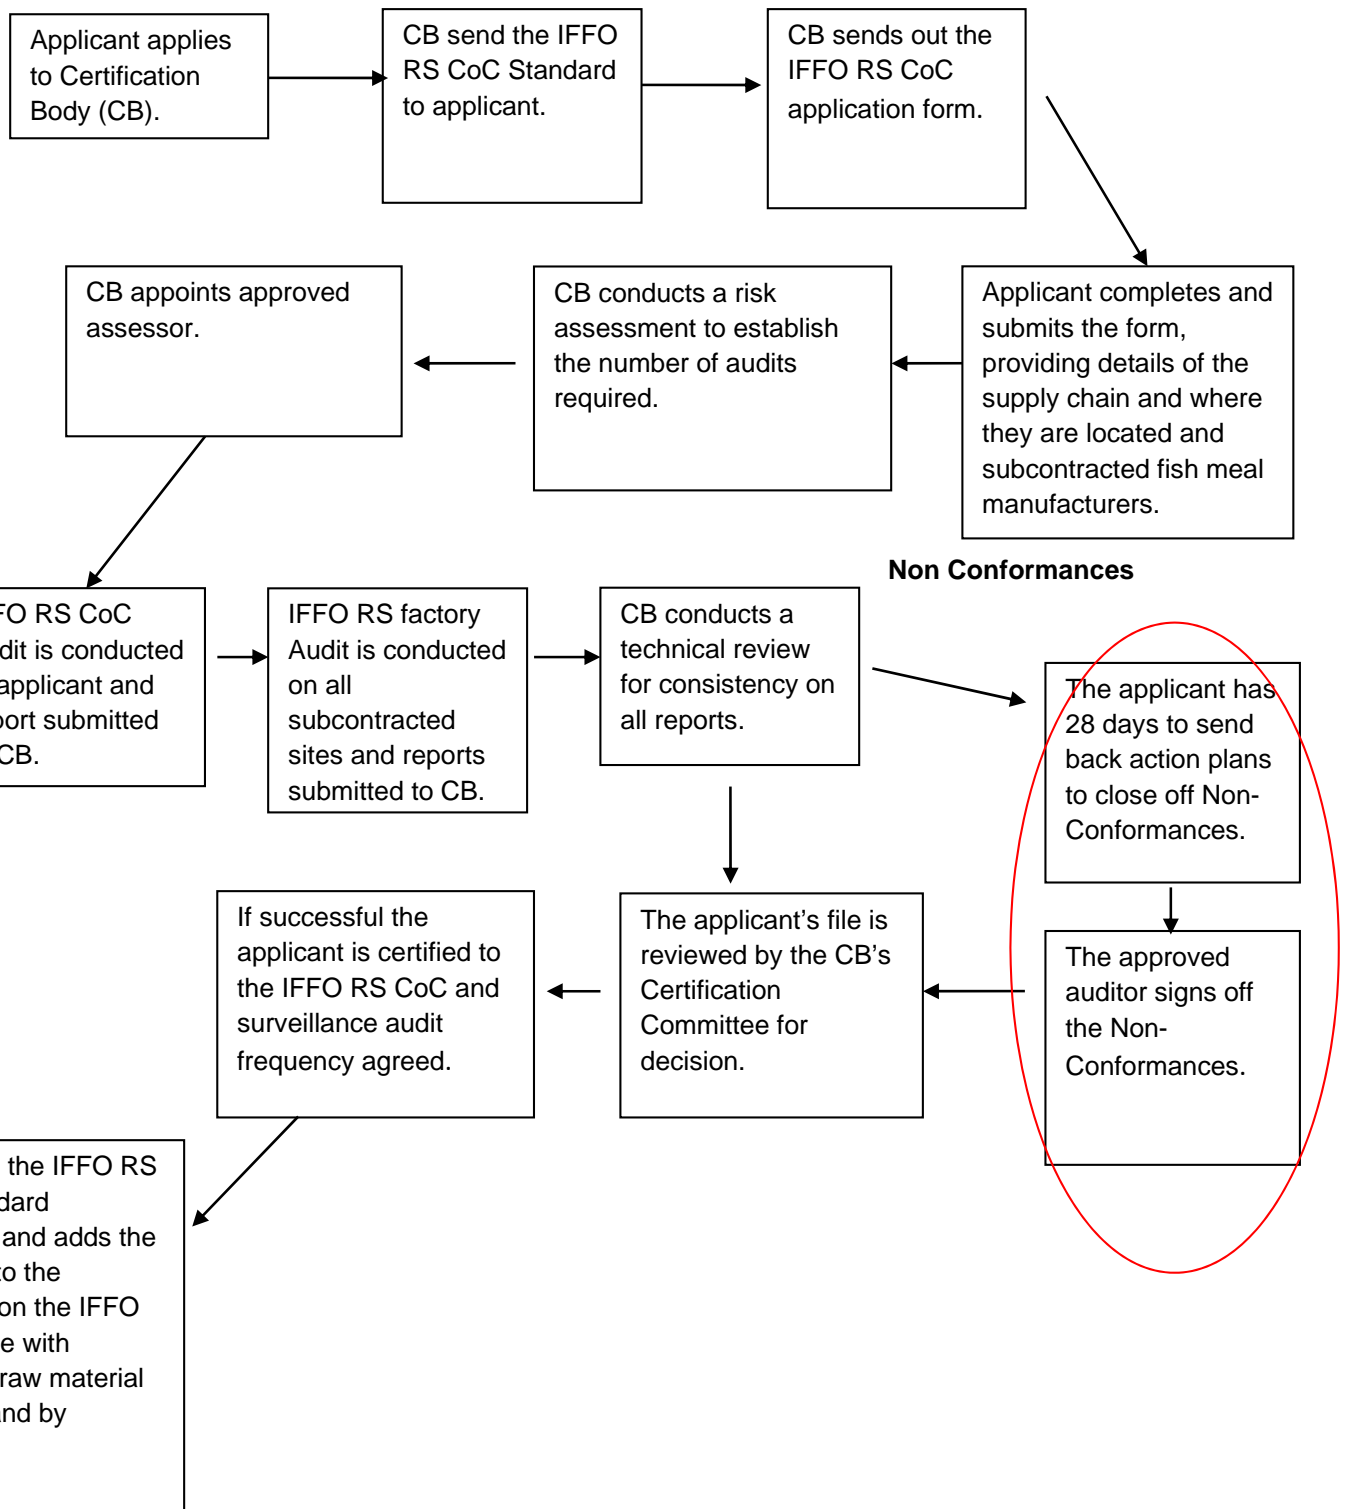 Applicant applies
to Certification
Body (CB).
CB send the IFFO
RS CoC Standard
to applicant.
CB sends out the
IFFO RS CoC
application form.
CB appoints approved
assessor.
CB conducts a risk
assessment to establish
the number of audits
required.
Applicant completes and
submits the form,
providing details of the
supply chain and where
they are located and
subcontracted fish meal
manufacturers.
Non Conformances
RS CoC
is conducted
applicant and
submitted
CB.
IFFO RS factory
Audit is conducted
on all
subcontracted
sites and reports
submitted to CB.
CB conducts a
technical review
for consistency on
all reports.
The applicant has
28 days to send
back action plans
to close off Non-
Conformances.
If successful the
applicant is certified to
the IFFO RS CoC and
surveillance audit
frequency agreed.
The applicant's file is
reviewed by the CB's
Certification
Committee for
decision.
The approved
auditor signs off
the Non-
Conformances.
the IFFO RS
and adds the
to the
on the IFFO
with
raw material
and by